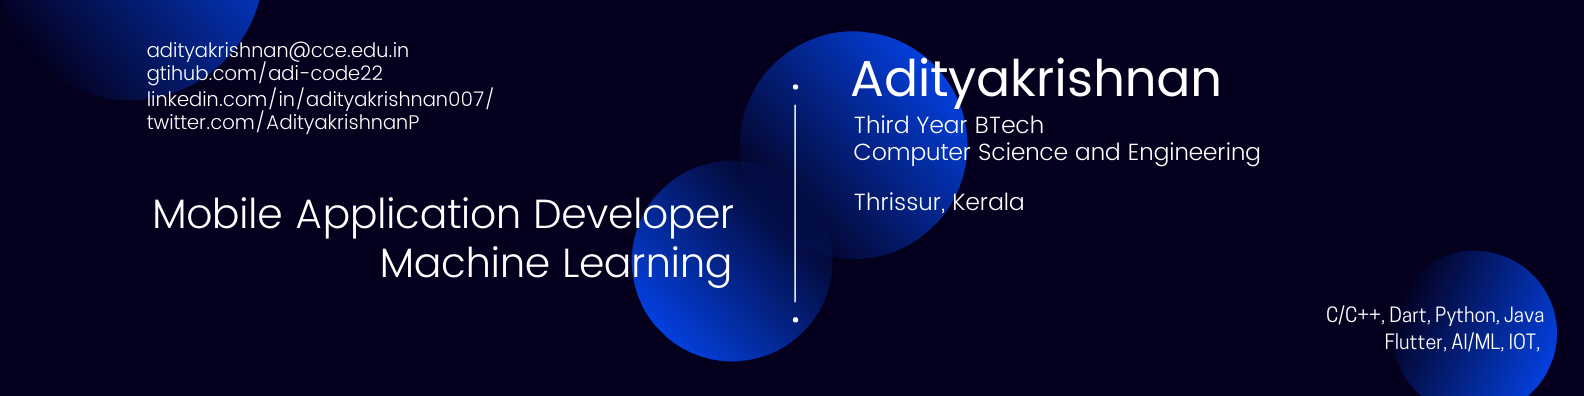 adityakrishnan@cce.edu.in
gtihub.com/adi-code22
linkedin.com/in/adityakrishnan007/
twitter.com/AdityakrishnanP
Mobile Application Developer
Machine Learning
Adityakrishnan
Third Year BTech
Computer Science and Engineering
Thrissur, Kerala
C/C++, Dart, Python, Java
Flutter, AI/ML, IOT,